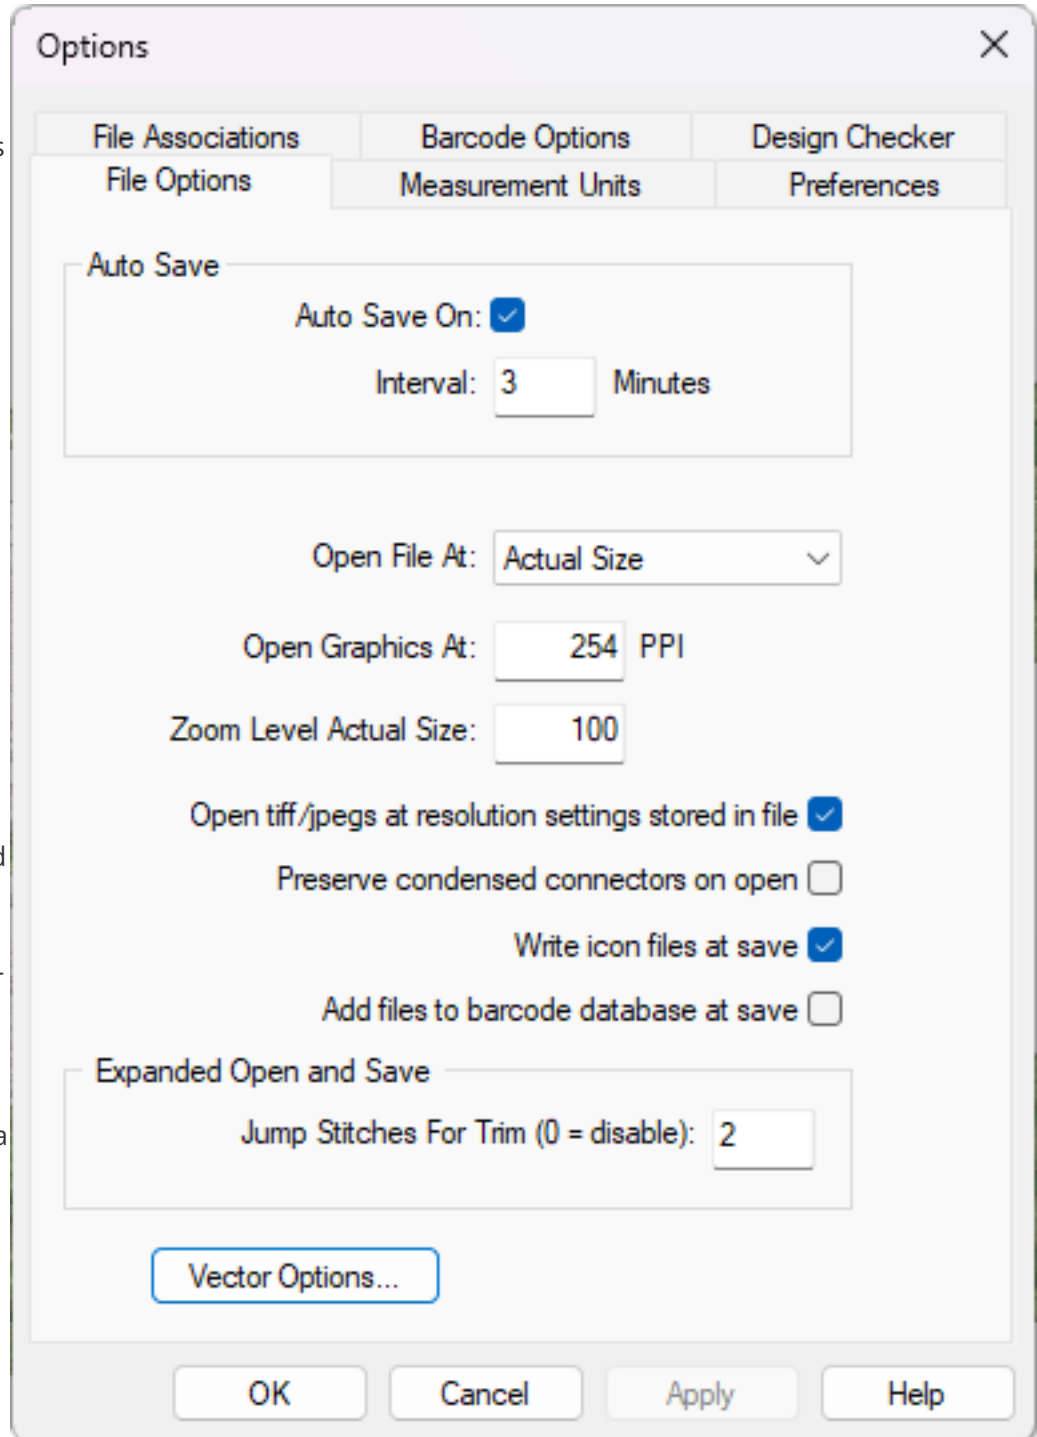 Options
File Associations Barcode Options Design Checker
File Options Measurement Units Preferences
Auto Save
Auto Save On:
Interval: 3 Minutes
Open File At: Actual Size
Open Graphics At: 254 PPI
Zoom Level Actual Size: 100
Open tiff/jpegs at resolution settings stored in file
Preserve condensed connectors on open
Write icon files at save
Add files to barcode database at save
Expanded Open and Save
Jump Stitches For Trim (0 = disable): 2
Vector Options...
OK Cancel Apply Help